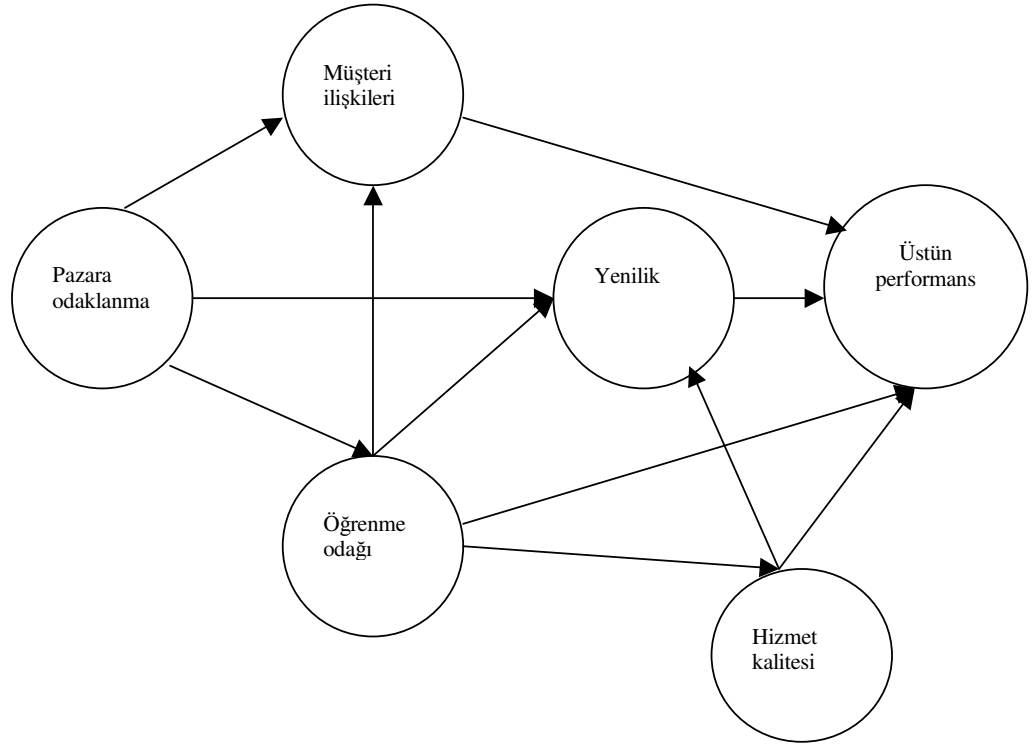 Müşteri
ilişkileri
Pazara
odaklanma
Yenilik
Üstün
performans
Öğrenme
odağı
Hizmet
kalitesi